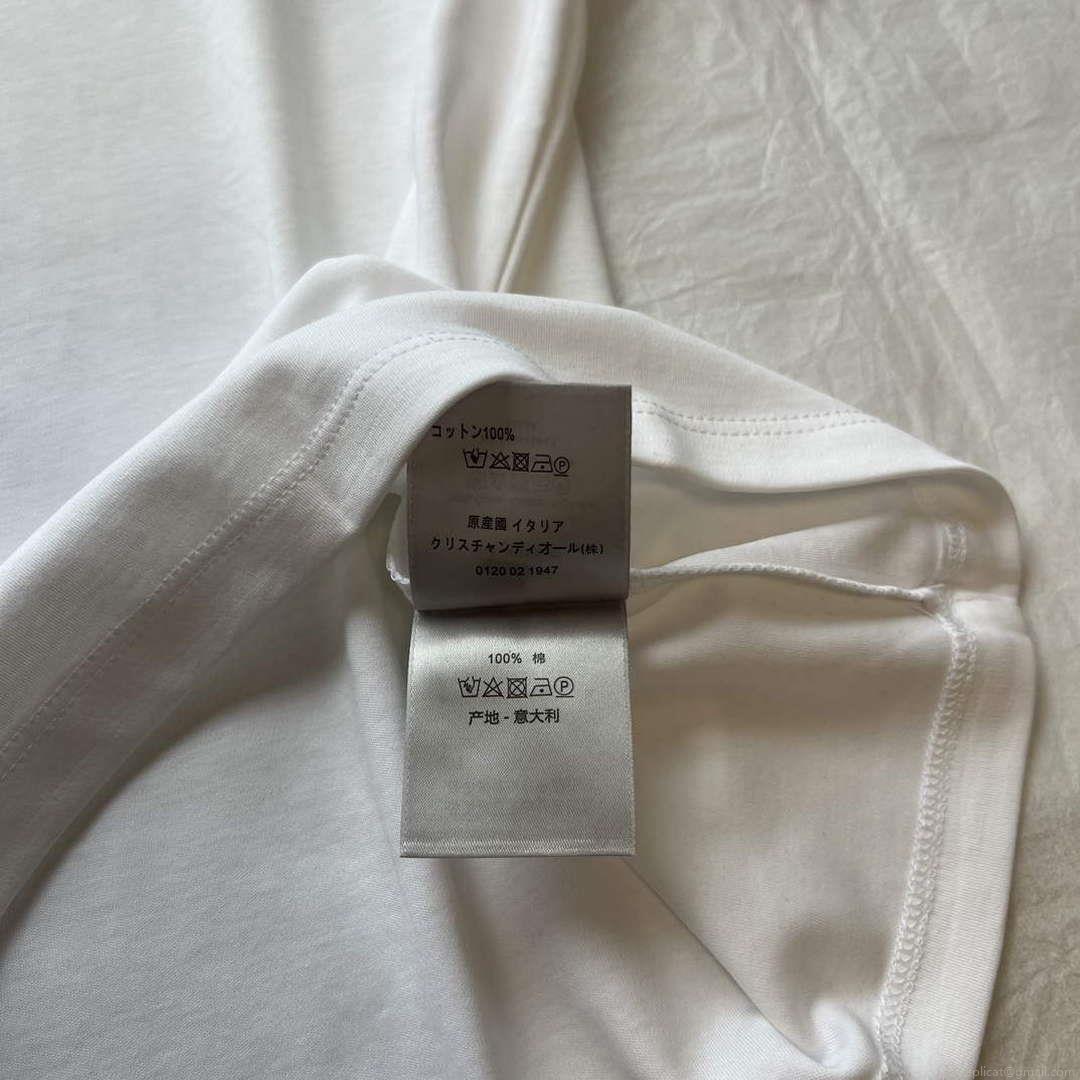 コットン100%
原産國 イタリア
クリスチャンディオール(株)
0120 02 1947
100% 棉
产地 - 意大利